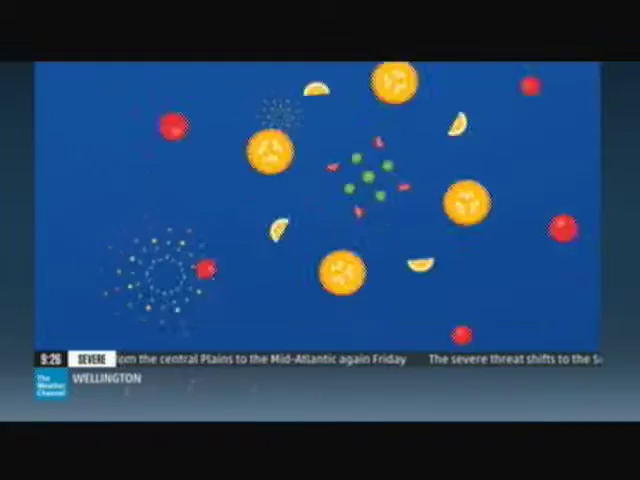 9:26 SEVERE om the central Plains to the Mid-Atlantic again Friday The severe threat shifts to the S
The
Weather
Channel
WELLINGTON